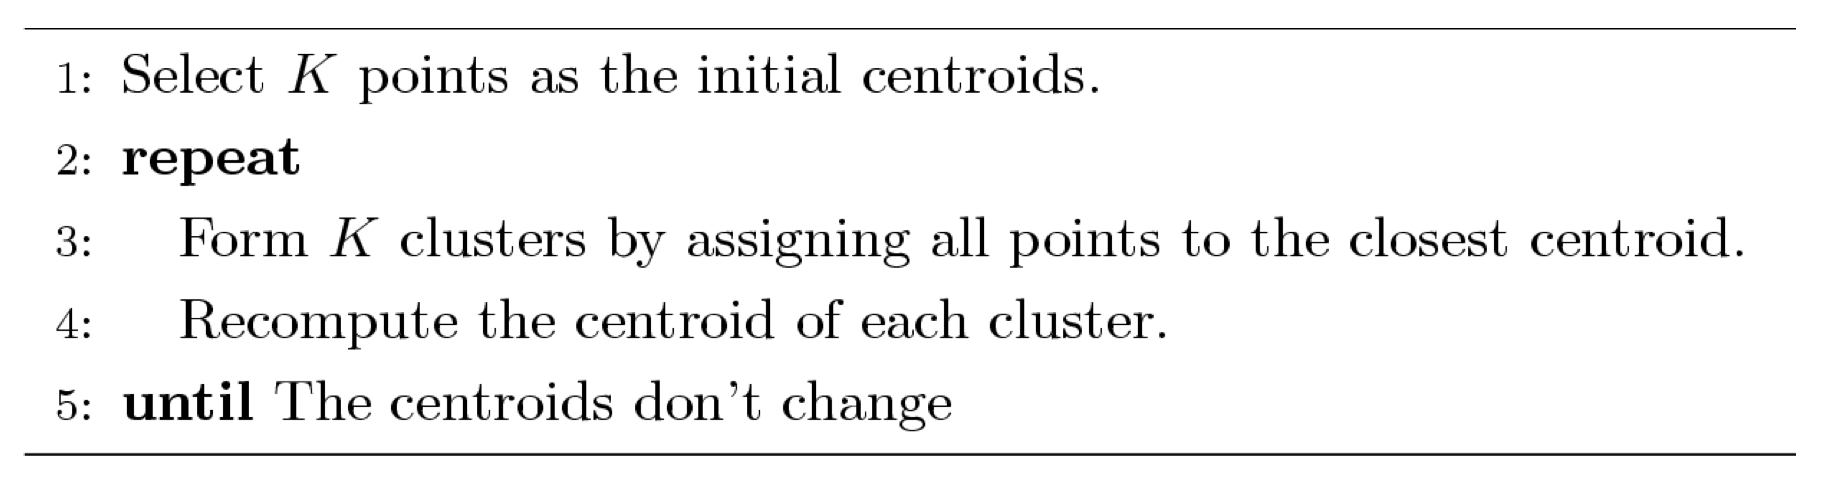 1: Select K points as the initial centroids.
2: repeat
3: Form K clusters by assigning all points to the closest centroid.
4: Recompute the centroid of each cluster.
5: until The centroids don't change